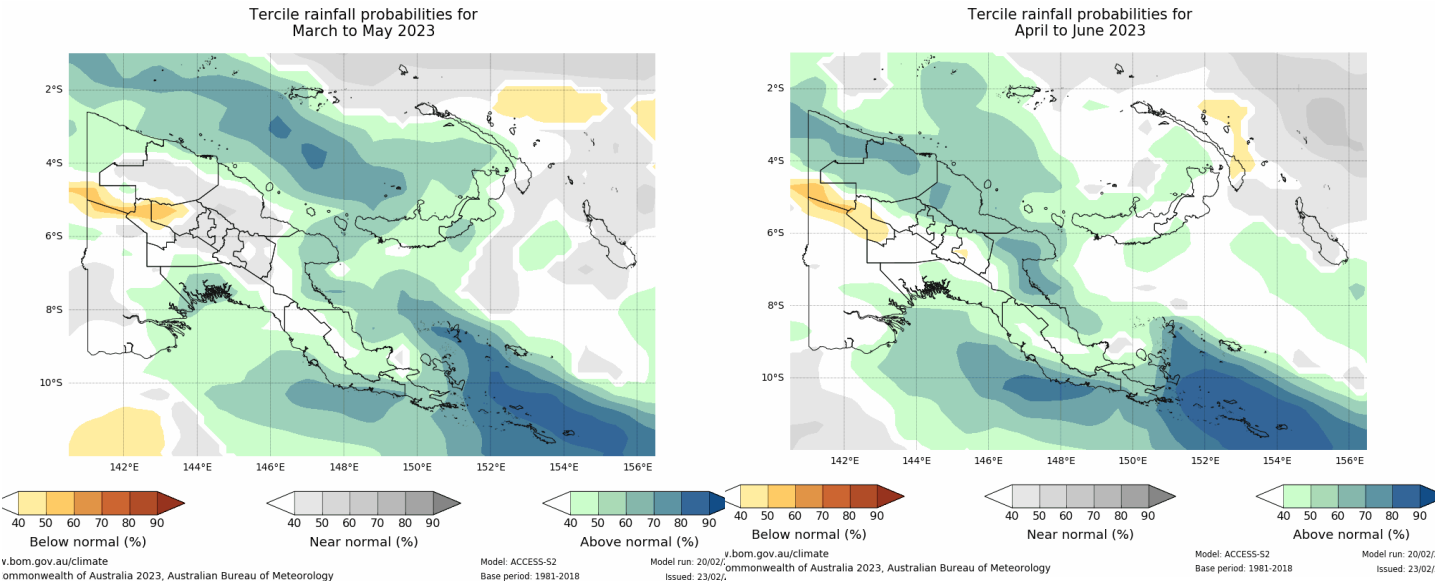 Tercile rainfall probabilities for
March to May 2023
2°S
4°S
6°S
8°S
10°S
142°E 144°E 146°E 148°E 150°E 152°E 154°E 156°E
40 50 60 70 80 90
Below normal (%)
40 50 60 70 80 90
Near normal (%)
40 50 60 70 80 90
Above normal (%)
v.bom.gov.au/climate
ommonwealth of Australia 2023, Australian Bureau of Meteorology
Model: ACCESS-S2
Base period: 1981-2018
Model run: 20/02/
Issued: 23/02/
Tercile rainfall probabilities for
April to June 2023
2°S
4°S
6°S
8°S
10°S
142°E 144°E 146°E 148°E 150°E 152°E 154°E 156°E
40 50 60 70 80 90
Below normal (%)
40 50 60 70 80 90
Near normal (%)
40 50 60 70 80 90
Above normal (%)
v.bom.gov.au/climate
ommonwealth of Australia 2023, Australian Bureau of Meteorology
Model: ACCESS-S2
Base period: 1981-2018
Model run: 20/02/
Issued: 23/02/